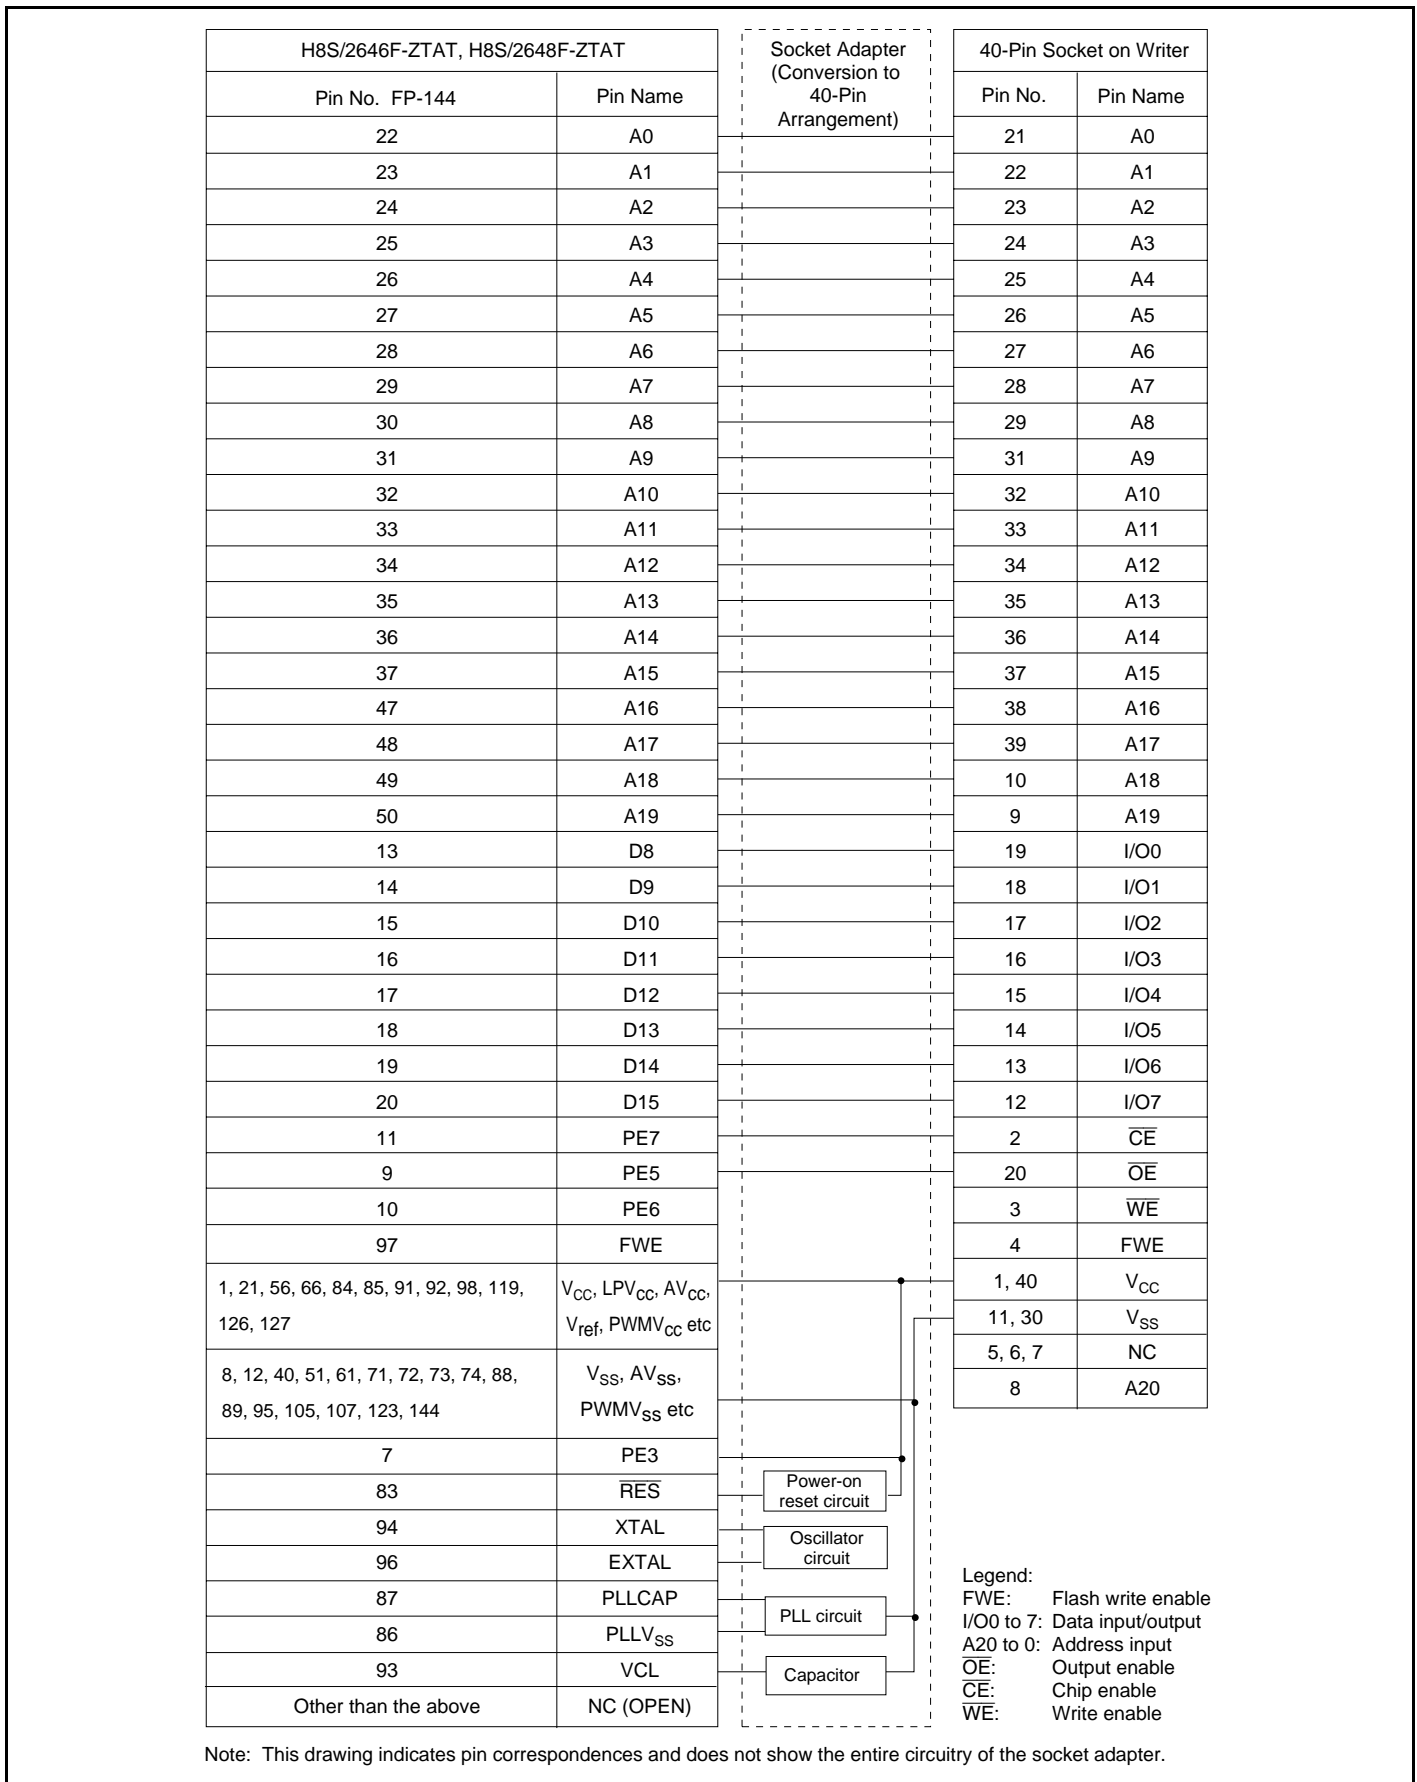 H8S/2646F-ZTAT, H8S/2648F-ZTAT
Pin No. FP-144 Pin Name
22 A0
23 A1
24 A2
25 A3
26 A4
27 A5
28 A6
29 A7
30 A8
31 A9
32 A10
33 A11
34 A12
35 A13
36 A14
37 A15
47 A16
48 A17
49 A18
50 A19
13 D8
14 D9
15 D10
16 D11
17 D12
18 D13
19 D14
20 D15
11 PE7
9 PE5
10 PE6
97 FWE
1, 21, 56, 66, 84, 85, 91, 92, 98, 119, VCC, LPVCC, AVCC,
126, 127 Vref, PWMVCC etc
8, 12, 40, 51, 61, 71, 72, 73, 74, 88, VSS, AVSS,
89, 95, 105, 107, 123, 144 PWMVSS etc
7 PE3
83 R̅E̅S̅
94 XTAL
96 EXTAL
87 PLLCAP
86 PLLVSS
93 VCL
Other than the above NC (OPEN)
Socket Adapter
(Conversion to
40-Pin
Arrangement)
Power-on
reset circuit
Oscillator
circuit
PLL circuit
Capacitor
40-Pin Socket on Writer
Pin No. Pin Name
21 A0
22 A1
23 A2
24 A3
25 A4
26 A5
27 A6
28 A7
29 A8
31 A9
32 A10
33 A11
34 A12
35 A13
36 A14
37 A15
38 A16
39 A17
10 A18
9 A19
19 I/O0
18 I/O1
17 I/O2
16 I/O3
15 I/O4
14 I/O5
13 I/O6
12 I/O7
2 C̅E̅
20 O̅E̅
3 W̅E̅
4 FWE
1, 40 VCC
11, 30 VSS
5, 6, 7 NC
8 A20
Legend:
FWE: Flash write enable
I/O0 to 7: Data input/output
A20 to 0: Address input
O̅E̅: Output enable
C̅E̅: Chip enable
W̅E̅: Write enable
Note: This drawing indicates pin correspondences and does not show the entire circuitry of the socket adapter.